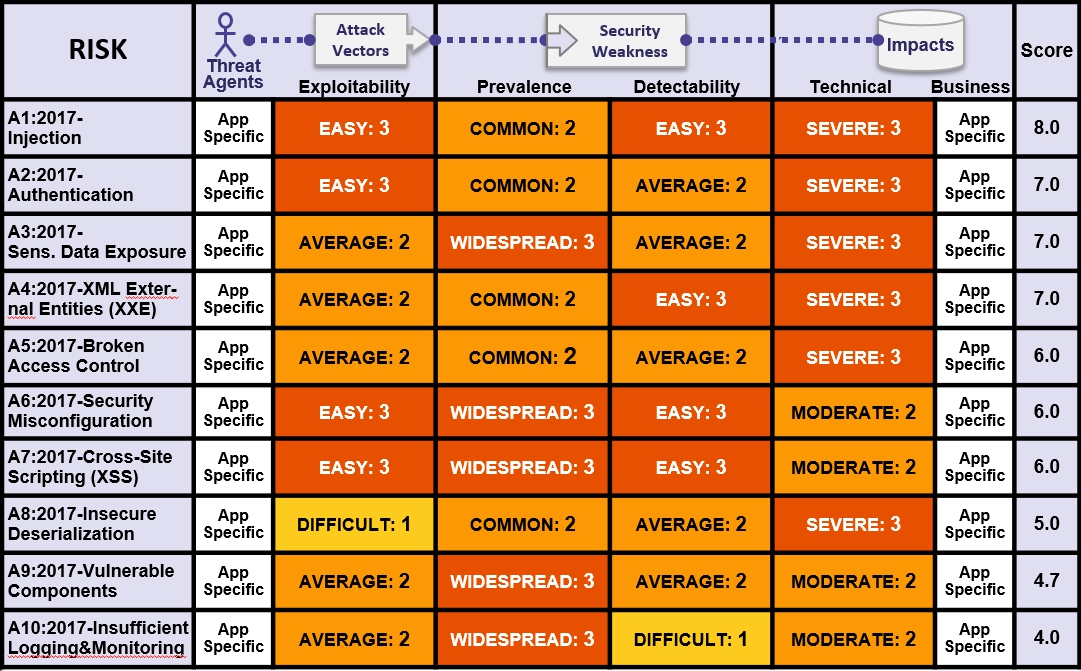 RISK
Threat
Agents
Attack
Vectors
Exploitability
Security
Weakness
Prevalence
Detectability
Impacts
Technical
Business
Score
A1:2017-
Injection
App
Specific
EASY: 3
COMMON: 2
EASY: 3
SEVERE: 3
App
Specific
8.0
A2:2017-
Authentication
App
Specific
EASY: 3
COMMON: 2
AVERAGE: 2
SEVERE: 3
App
Specific
7.0
A3:2017-
Sens. Data Exposure
App
Specific
AVERAGE: 2
WIDESPREAD: 3
AVERAGE: 2
SEVERE: 3
App
Specific
7.0
A4:2017-XML Exter-
nal Entities (XXE)
App
Specific
AVERAGE: 2
COMMON: 2
EASY: 3
SEVERE: 3
App
Specific
7.0
A5:2017-Broken
Access Control
App
Specific
AVERAGE: 2
COMMON: 2
AVERAGE: 2
SEVERE: 3
App
Specific
6.0
A6:2017-Security
Misconfiguration
App
Specific
EASY: 3
WIDESPREAD: 3
EASY: 3
MODERATE: 2
App
Specific
6.0
A7:2017-Cross-Site
Scripting (XSS)
App
Specific
EASY: 3
WIDESPREAD: 3
EASY: 3
MODERATE: 2
App
Specific
6.0
A8:2017-Insecure
Deserialization
App
Specific
DIFFICULT: 1
COMMON: 2
AVERAGE: 2
SEVERE: 3
App
Specific
5.0
A9:2017-Vulnerable
Components
App
Specific
AVERAGE: 2
WIDESPREAD: 3
AVERAGE: 2
MODERATE: 2
App
Specific
4.7
A10:2017-Insufficient
Logging&Monitoring
App
Specific
AVERAGE: 2
WIDESPREAD: 3
DIFFICULT: 1
MODERATE: 2
App
Specific
4.0